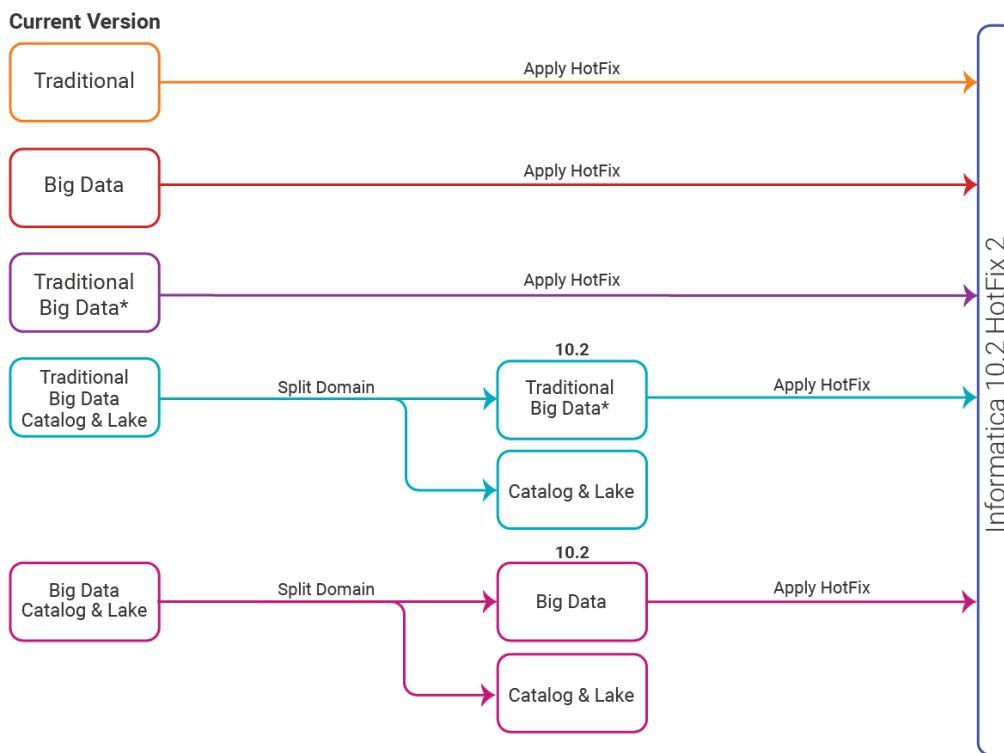 Current Version
Traditional
Apply HotFix
Big Data
Apply HotFix
Traditional
Big Data*
Apply HotFix
Traditional
Big Data
Catalog & Lake
Split Domain
10.2
Traditional
Big Data*
Apply HotFix
Catalog & Lake
Big Data
Catalog & Lake
Split Domain
10.2
Big Data
Apply HotFix
Catalog & Lake
Informatica 10.2 HotFix 2